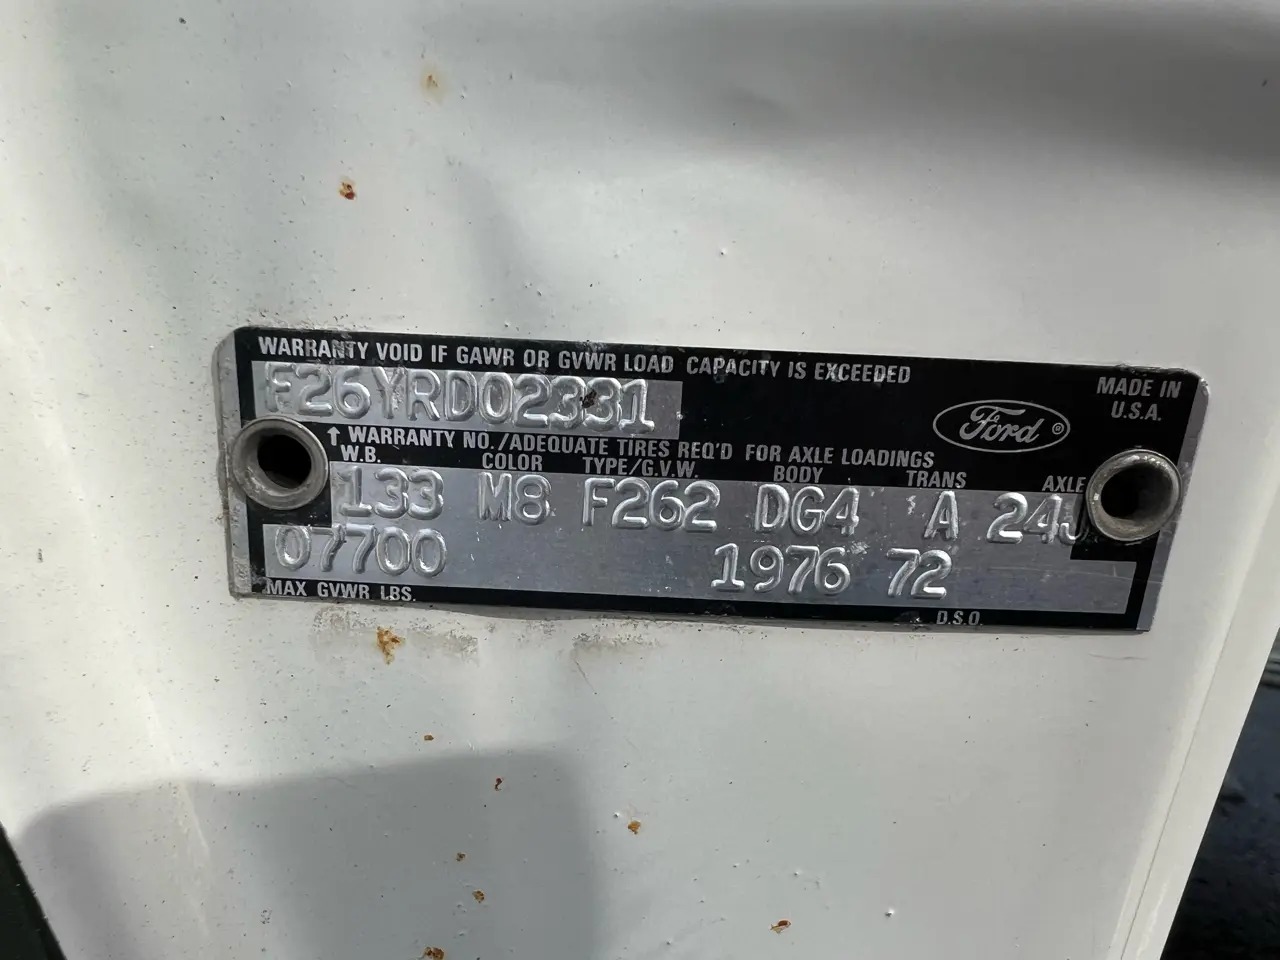 WARRANTY VOID IF GAWR OR GVWR LOAD CAPACITY IS EXCEEDED
F26YRD02331
MADE IN
U.S.A.
Ford ®
↑ WARRANTY NO./ADEQUATE TIRES REQ'D FOR AXLE LOADINGS
W.B. COLOR TYPE/G.V.W. BODY TRANS AXLE
133 M8 F262 DG4 A 24J
07700 1976 72
MAX GVWR LBS. D.S.O.